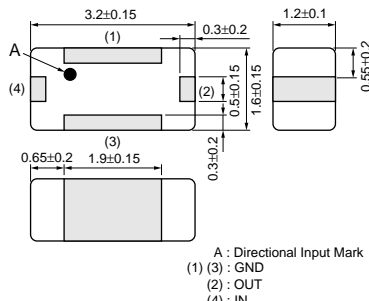 3.2±0.15
1.2±0.1
(1)
0.3±0.2
A
0.55±0.2
(4)
(2)
0.5±0.15
1.6±0.15
(3)
0.3±0.2
0.65±0.2
1.9±0.15
A : Directional Input Mark
(1) (3) : GND
(2) : OUT
(4) : IN